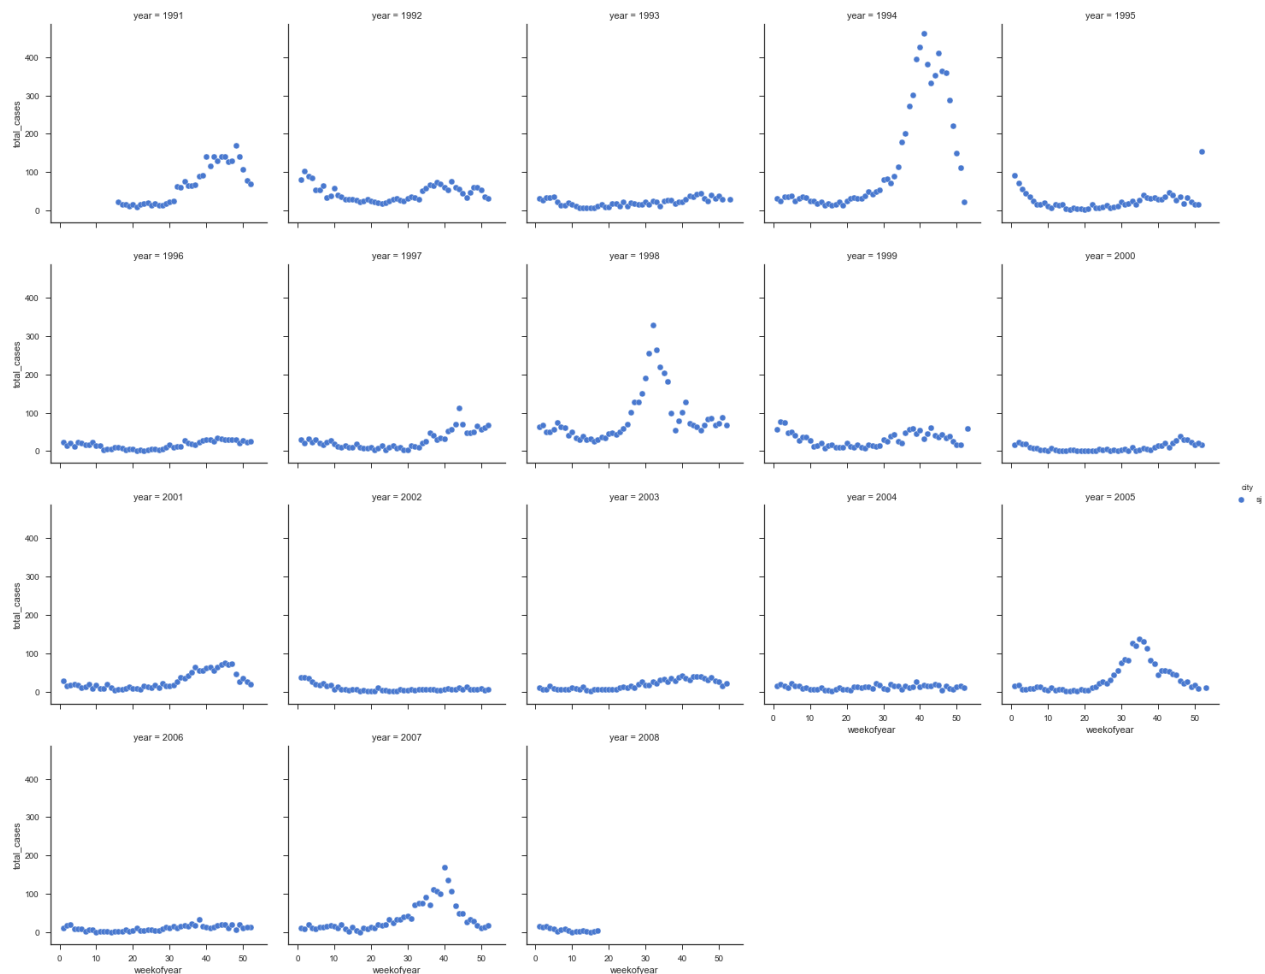 year = 1991 year = 1992 year = 1993 year = 1994 year = 1995
400
300
200
100
0
total_cases
year = 1996 year = 1997 year = 1998 year = 1999 year = 2000
400
300
200
100
0
total_cases
year = 2001 year = 2002 year = 2003 year = 2004 year = 2005
400
300
200
100
0
total_cases
0 10 20 30 40 50 0 10 20 30 40 50
weekofyear weekofyear
year = 2006 year = 2007 year = 2008
400
300
200
100
0
total_cases
0 10 20 30 40 50 0 10 20 30 40 50 0 10 20 30 40 50
weekofyear weekofyear weekofyear
city
sj